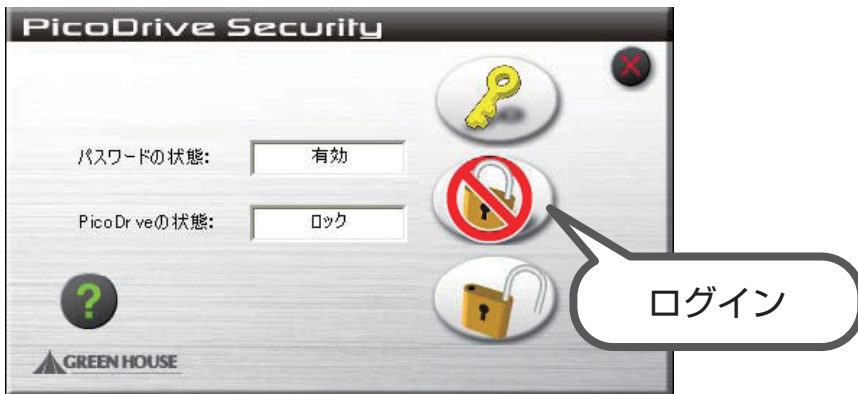 PicoDrive Security
パスワードの状態: 有効
PicoDr veの状態: ロック
ログイン
?
GREEN HOUSE